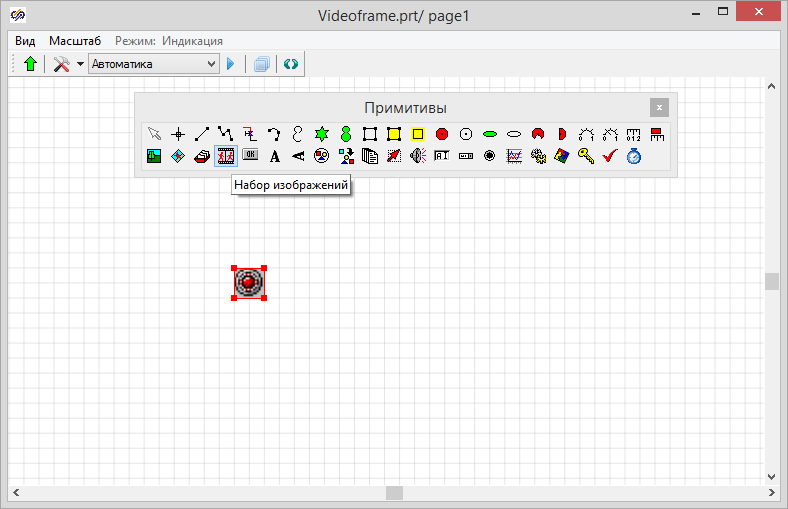 Videoframe.prt/ page1
Вид Масштаб Режим: Индикация
Автоматика
Примитивы
Набор изображений